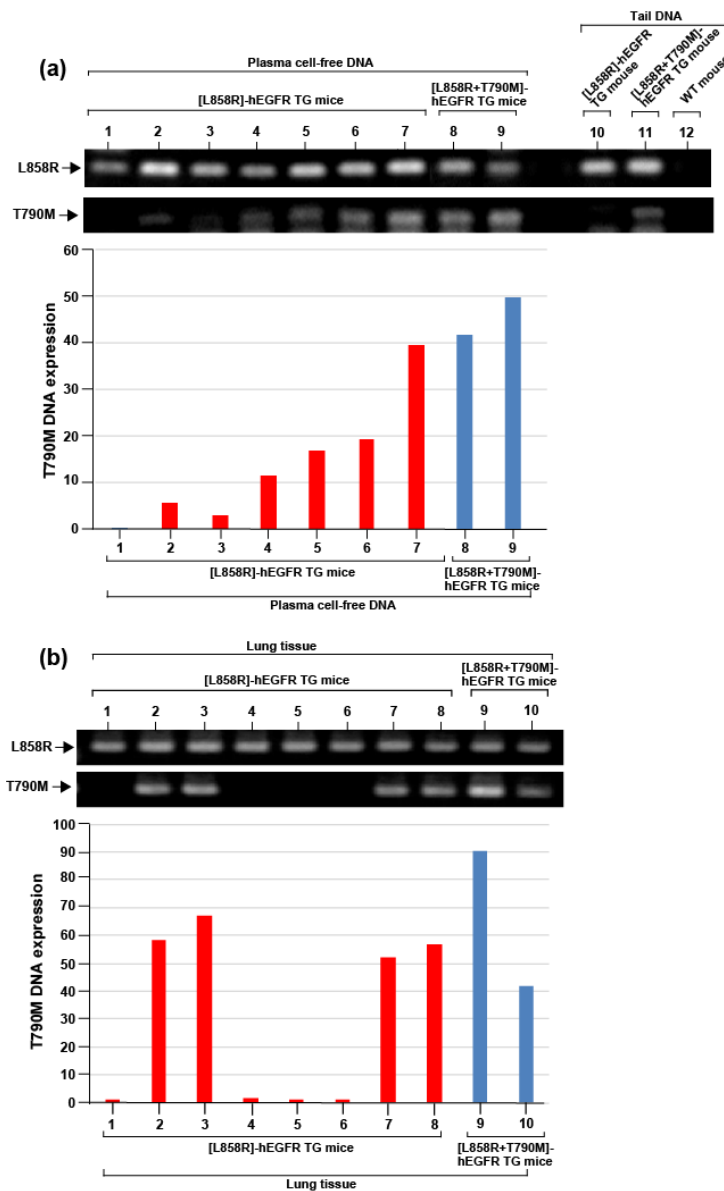 Tail DNA
(a)
Plasma cell-free DNA
[L858R]-hEGFR TG mice
[L858R+T790M]-
hEGFR TG mice
[L858R]-hEGFR
TG mouse
[L858R+T790M]-
hEGFR TG mouse
WT mouse
1 2 3 4 5 6 7 8 9 10 11 12
L858R
T790M
T790M DNA expression
60
50
40
30
20
10
0
1 2 3 4 5 6 7 8 9
[L858R]-hEGFR TG mice
[L858R+T790M]-
hEGFR TG mice
Plasma cell-free DNA
(b)
Lung tissue
[L858R]-hEGFR TG mice
[L858R+T790M]-
hEGFR TG mice
1 2 3 4 5 6 7 8 9 10
L858R
T790M
T790M DNA expression
100
90
80
70
60
50
40
30
20
10
0
1 2 3 4 5 6 7 8 9 10
[L858R]-hEGFR TG mice
[L858R+T790M]-
hEGFR TG mice
Lung tissue